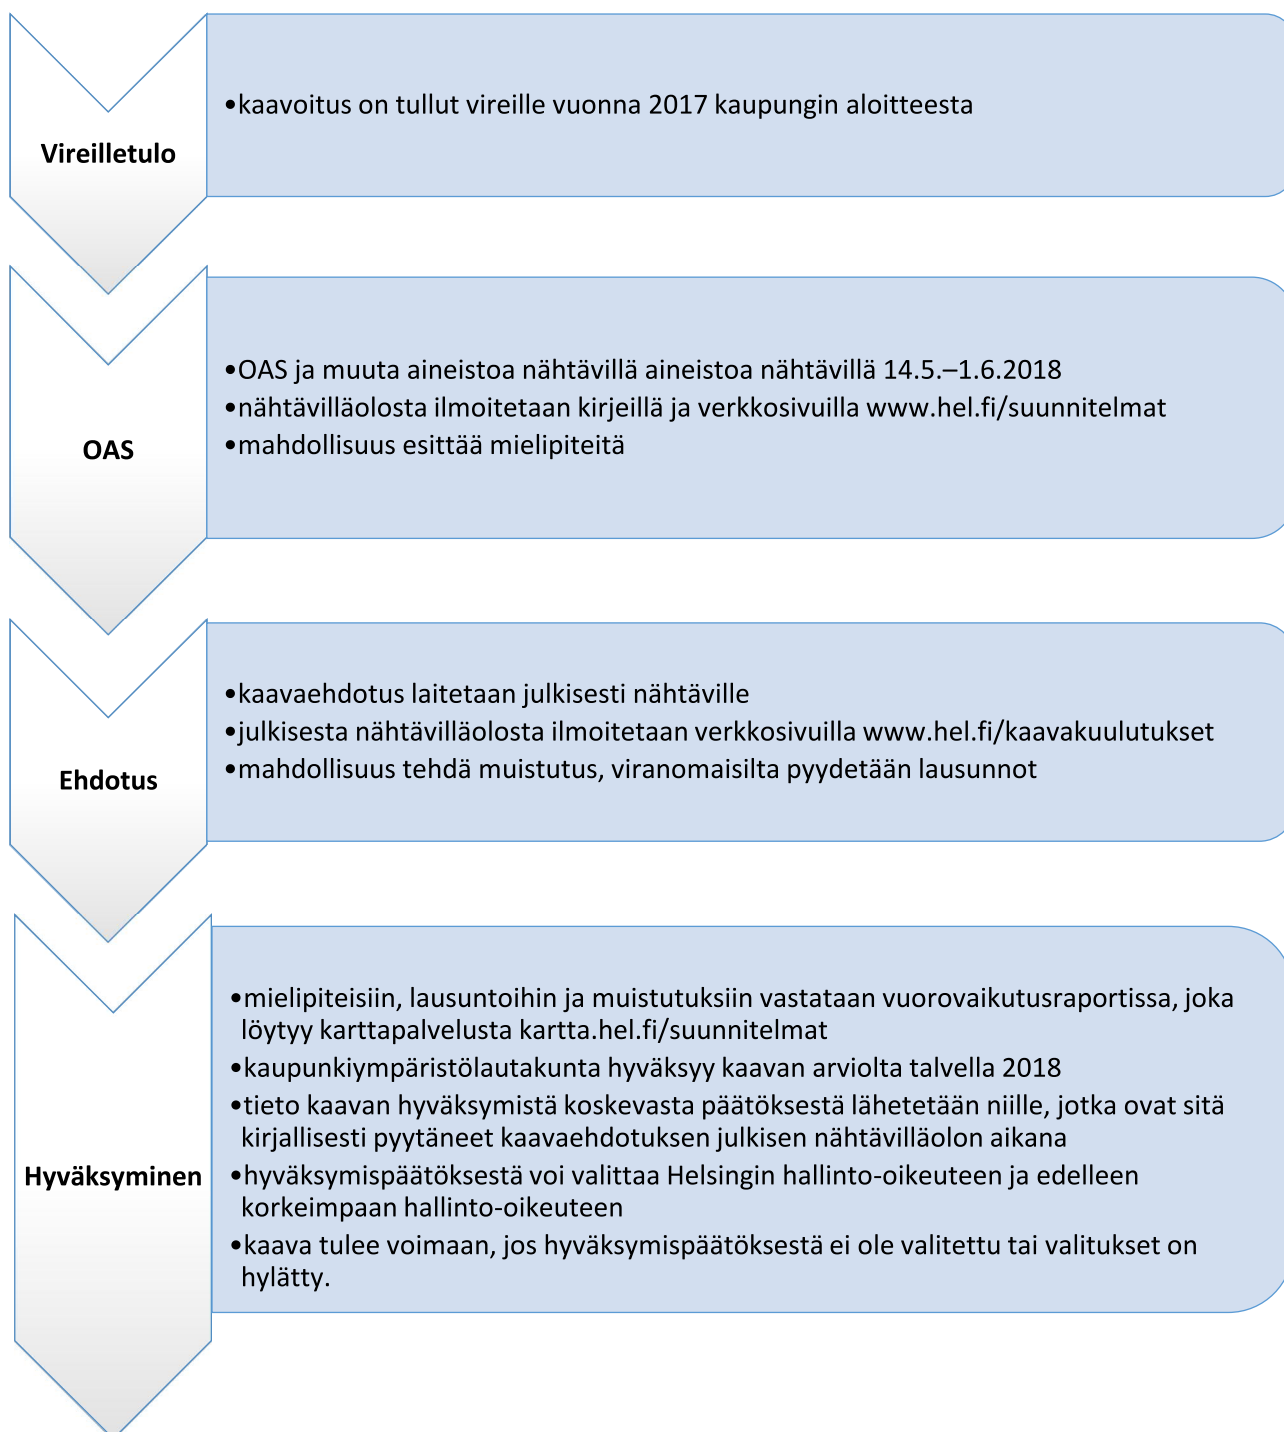 Vireilletulo
•kaavoitus on tullut vireille vuonna 2017 kaupungin aloitteesta
OAS
•OAS ja muuta aineistoa nähtävillä aineistoa nähtävillä 14.5.–1.6.2018
•nähtävilläolosta ilmoitetaan kirjeillä ja verkkosivuilla www.hel.fi/suunnitelmat
•mahdollisuus esittää mielipiteitä
Ehdotus
•kaavaehdotus laitetaan julkisesti nähtäville
•julkisesta nähtävilläolosta ilmoitetaan verkkosivuilla www.hel.fi/kaavakuulutukset
•mahdollisuus tehdä muistutus, viranomaisilta pyydetään lausunnot
Hyväksyminen
•mielipiteisiin, lausuntoihin ja muistutuksiin vastataan vuorovaikutusraportissa, joka
löytyy karttapalvelusta kartta.hel.fi/suunnitelmat
•kaupunkiympäristölautakunta hyväksyy kaavan arviolta talvella 2018
•tieto kaavan hyväksymistä koskevasta päätöksestä lähetetään niille, jotka ovat sitä
kirjallisesti pyytäneet kaavaehdotuksen julkisen nähtävilläolon aikana
•hyväksymispäätöksestä voi valittaa Helsingin hallinto-oikeuteen ja edelleen
korkeimpaan hallinto-oikeuteen
•kaava tulee voimaan, jos hyväksymispäätöksestä ei ole valitettu tai valitukset on
hylätty.